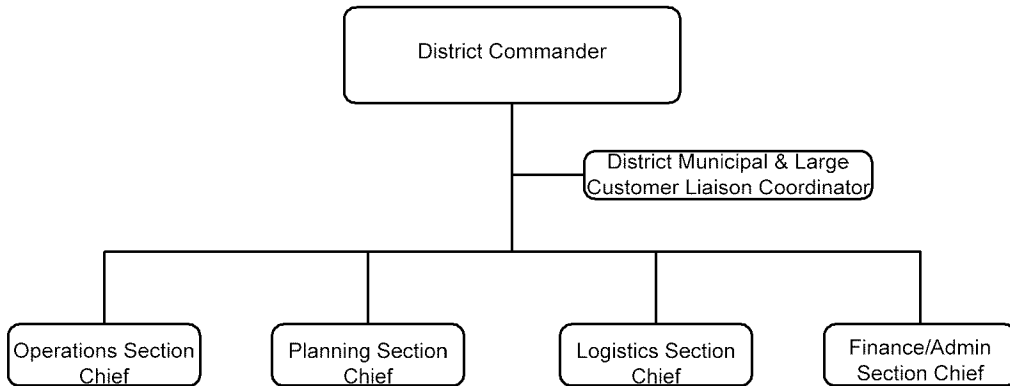 District Commander
District Municipal & Large
Customer Liaison Coordinator
Operations Section
Chief
Planning Section
Chief
Logistics Section
Chief
Finance/Admin
Section Chief